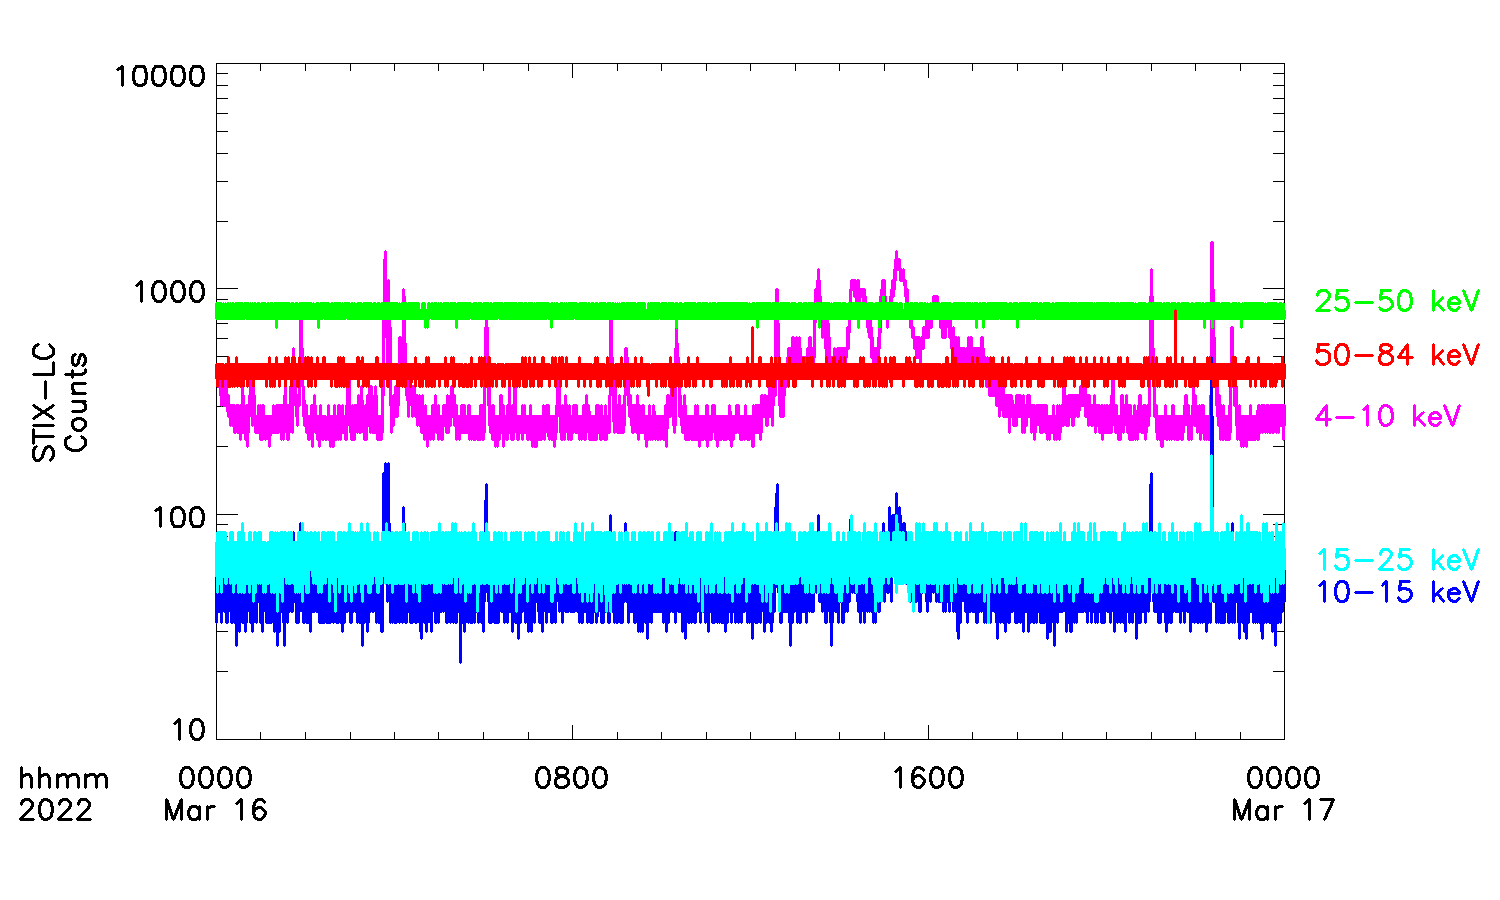 10000
1000
100
10
STIX-LC
Counts
25-50 keV
50-84 keV
4-10 keV
15-25 keV
10-15 keV
hhmm 0000 0800 1600 0000
2022 Mar 16 Mar 17